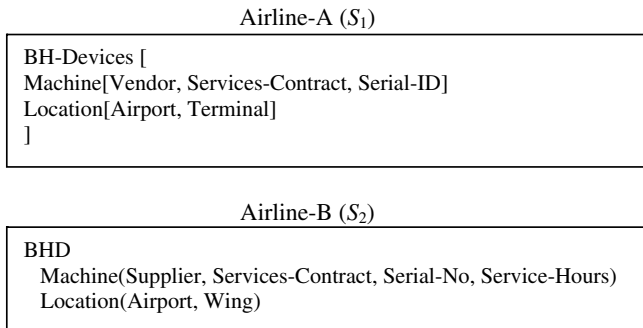 Airline-A (S1)
BH-Devices [
Machine[Vendor, Services-Contract, Serial-ID]
Location[Airport, Terminal]
]
Airline-B (S2)
BHD
Machine(Supplier, Services-Contract, Serial-No, Service-Hours)
Location(Airport, Wing)